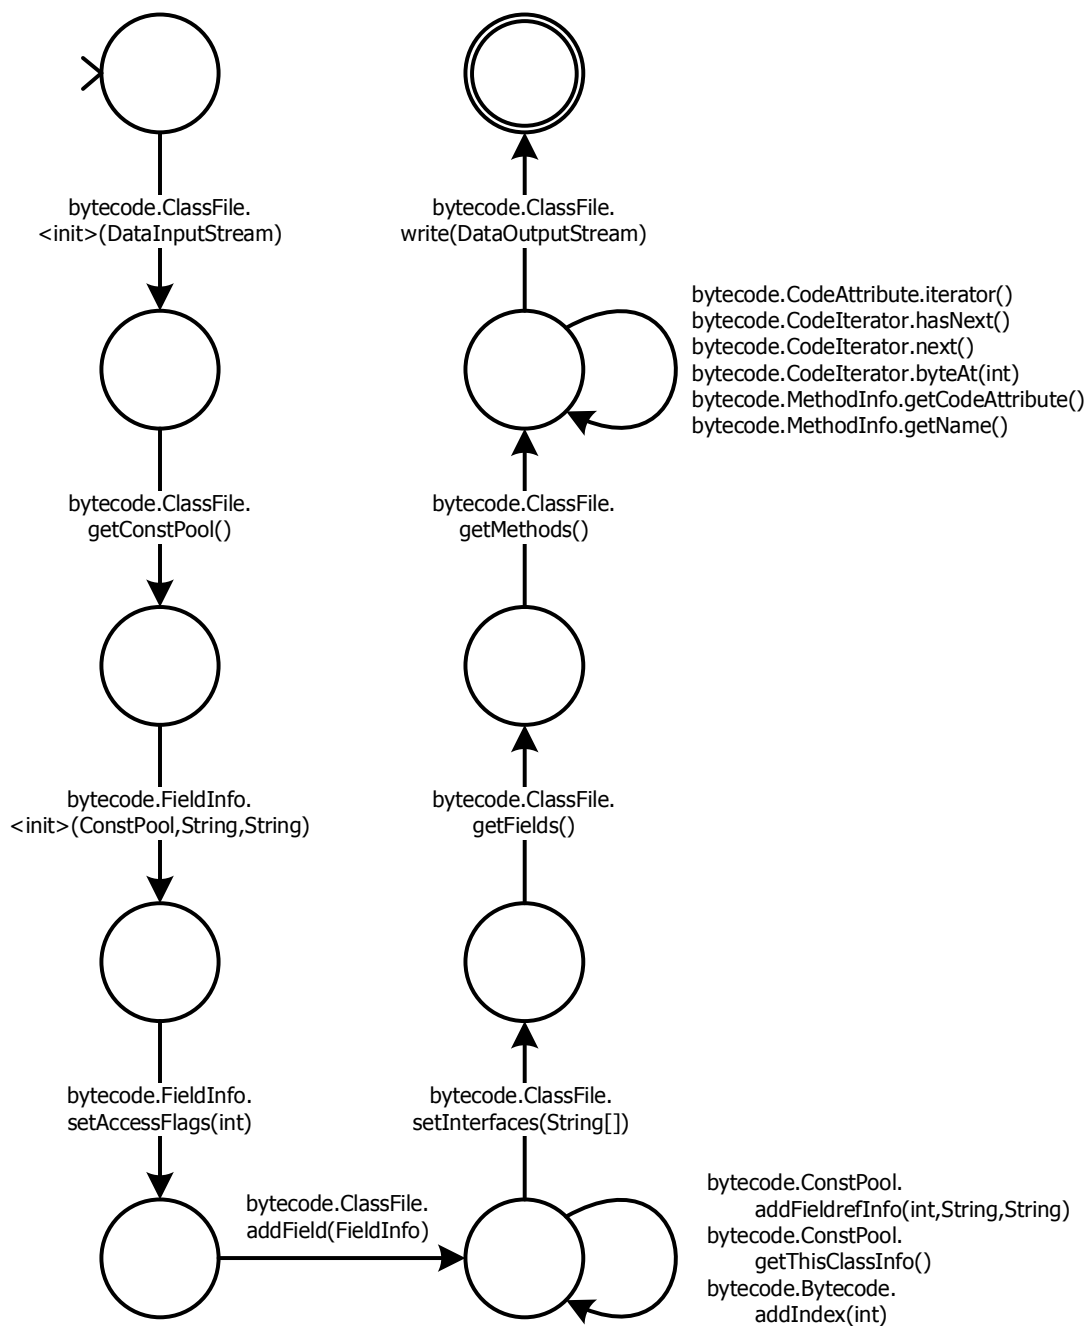 bytecode.ClassFile.
<init>(DataInputStream)
bytecode.ClassFile.
getConstPool()
bytecode.FieldInfo.
<init>(ConstPool,String,String)
bytecode.FieldInfo.
setAccessFlags(int)
bytecode.ClassFile.
addField(FieldInfo)
bytecode.ConstPool.
addFieldrefInfo(int,String,String)
bytecode.ConstPool.
getThisClassInfo()
bytecode.Bytecode.
addIndex(int)
bytecode.ClassFile.
setInterfaces(String[])
bytecode.ClassFile.
getFields()
bytecode.ClassFile.
getMethods()
bytecode.CodeAttribute.iterator()
bytecode.CodeIterator.hasNext()
bytecode.CodeIterator.next()
bytecode.CodeIterator.byteAt(int)
bytecode.MethodInfo.getCodeAttribute()
bytecode.MethodInfo.getName()
bytecode.ClassFile.
write(DataOutputStream)